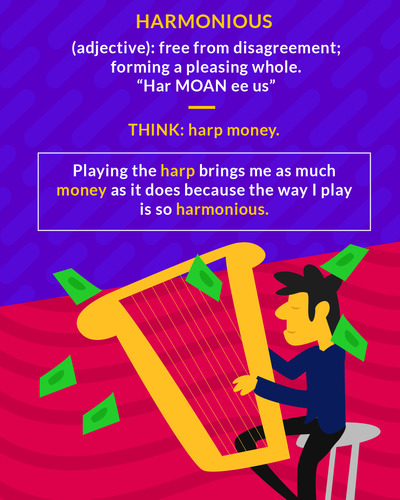 HARMONIOUS
(adjective): free from disagreement;
forming a pleasing whole.
“Har MOAN ee us”
THINK: harp money.
Playing the harp brings me as much
money as it does because the way I play
is so harmonious.